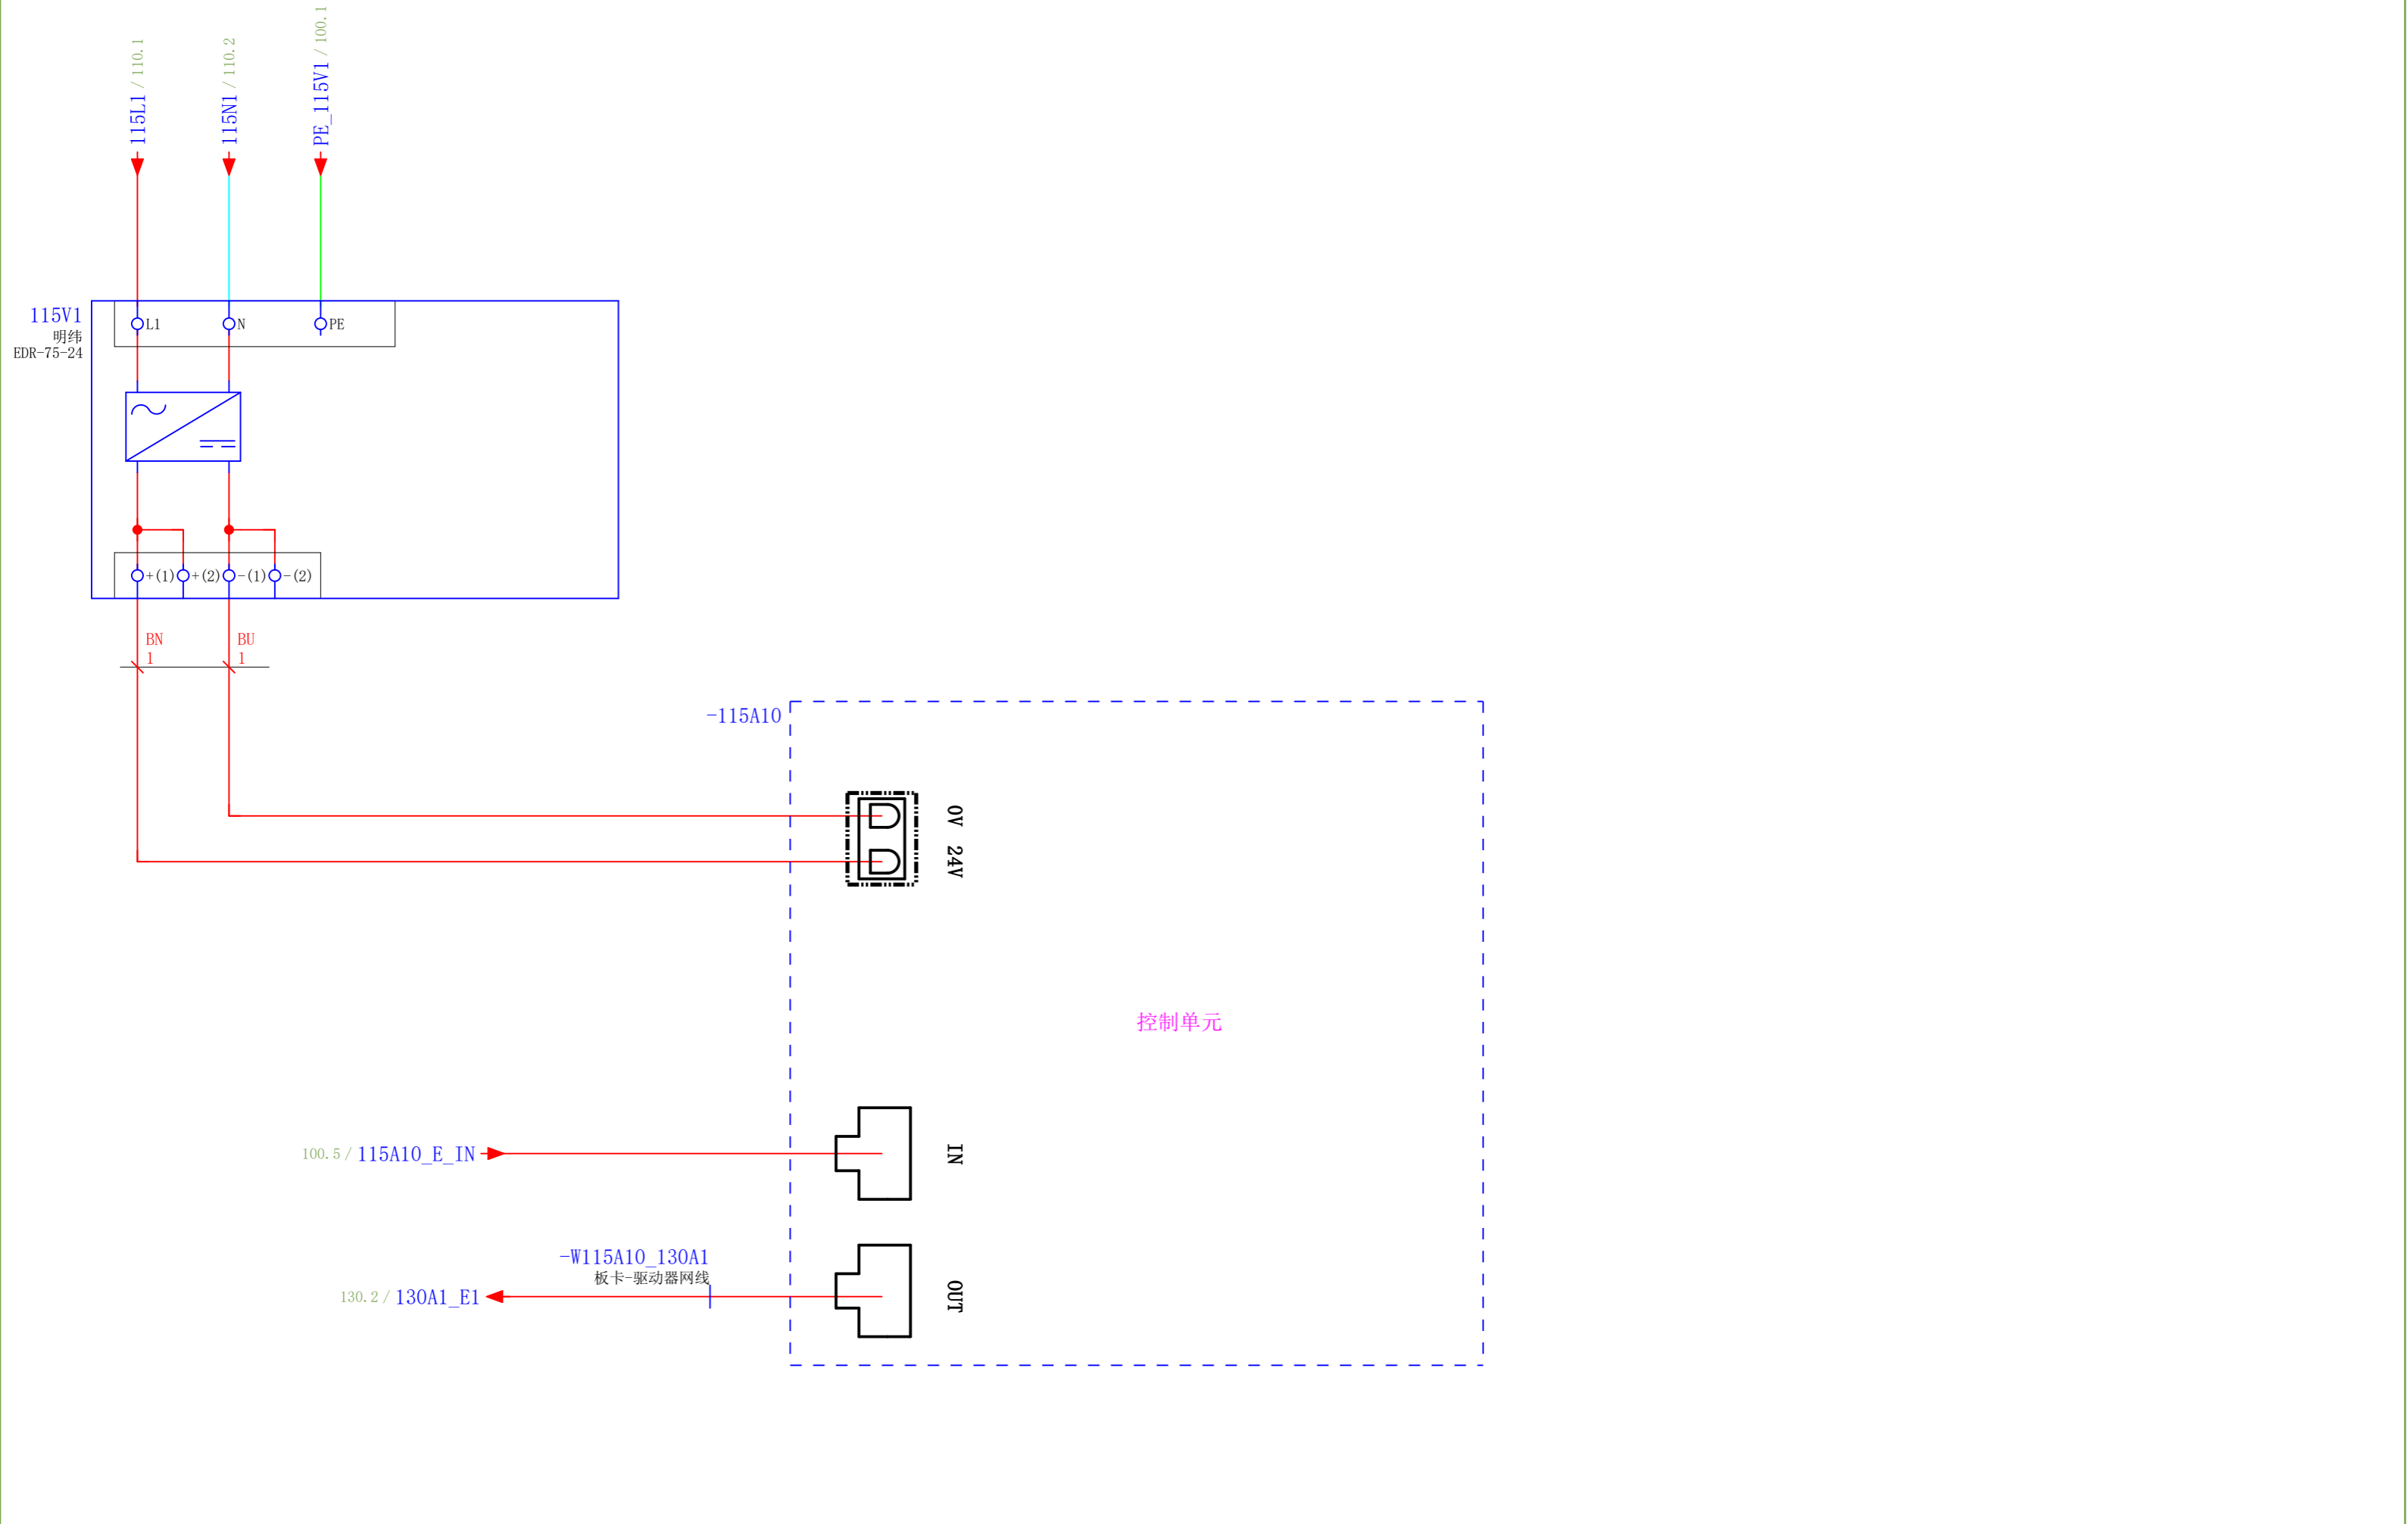 115L1 / 110.1
115N1 / 110.2
PE_115V1 / 100.1
115V1
明纬
EDR-75-24
L1
N
PE
+(1)
+(2)
-(1)
-(2)
BN
1
BU
1
-115A10
0V
24V
控制单元
100.5 / 115A10_E_IN
IN
-W115A10_130A1
板卡-驱动器网线
130.2 / 130A1_E1
OUT